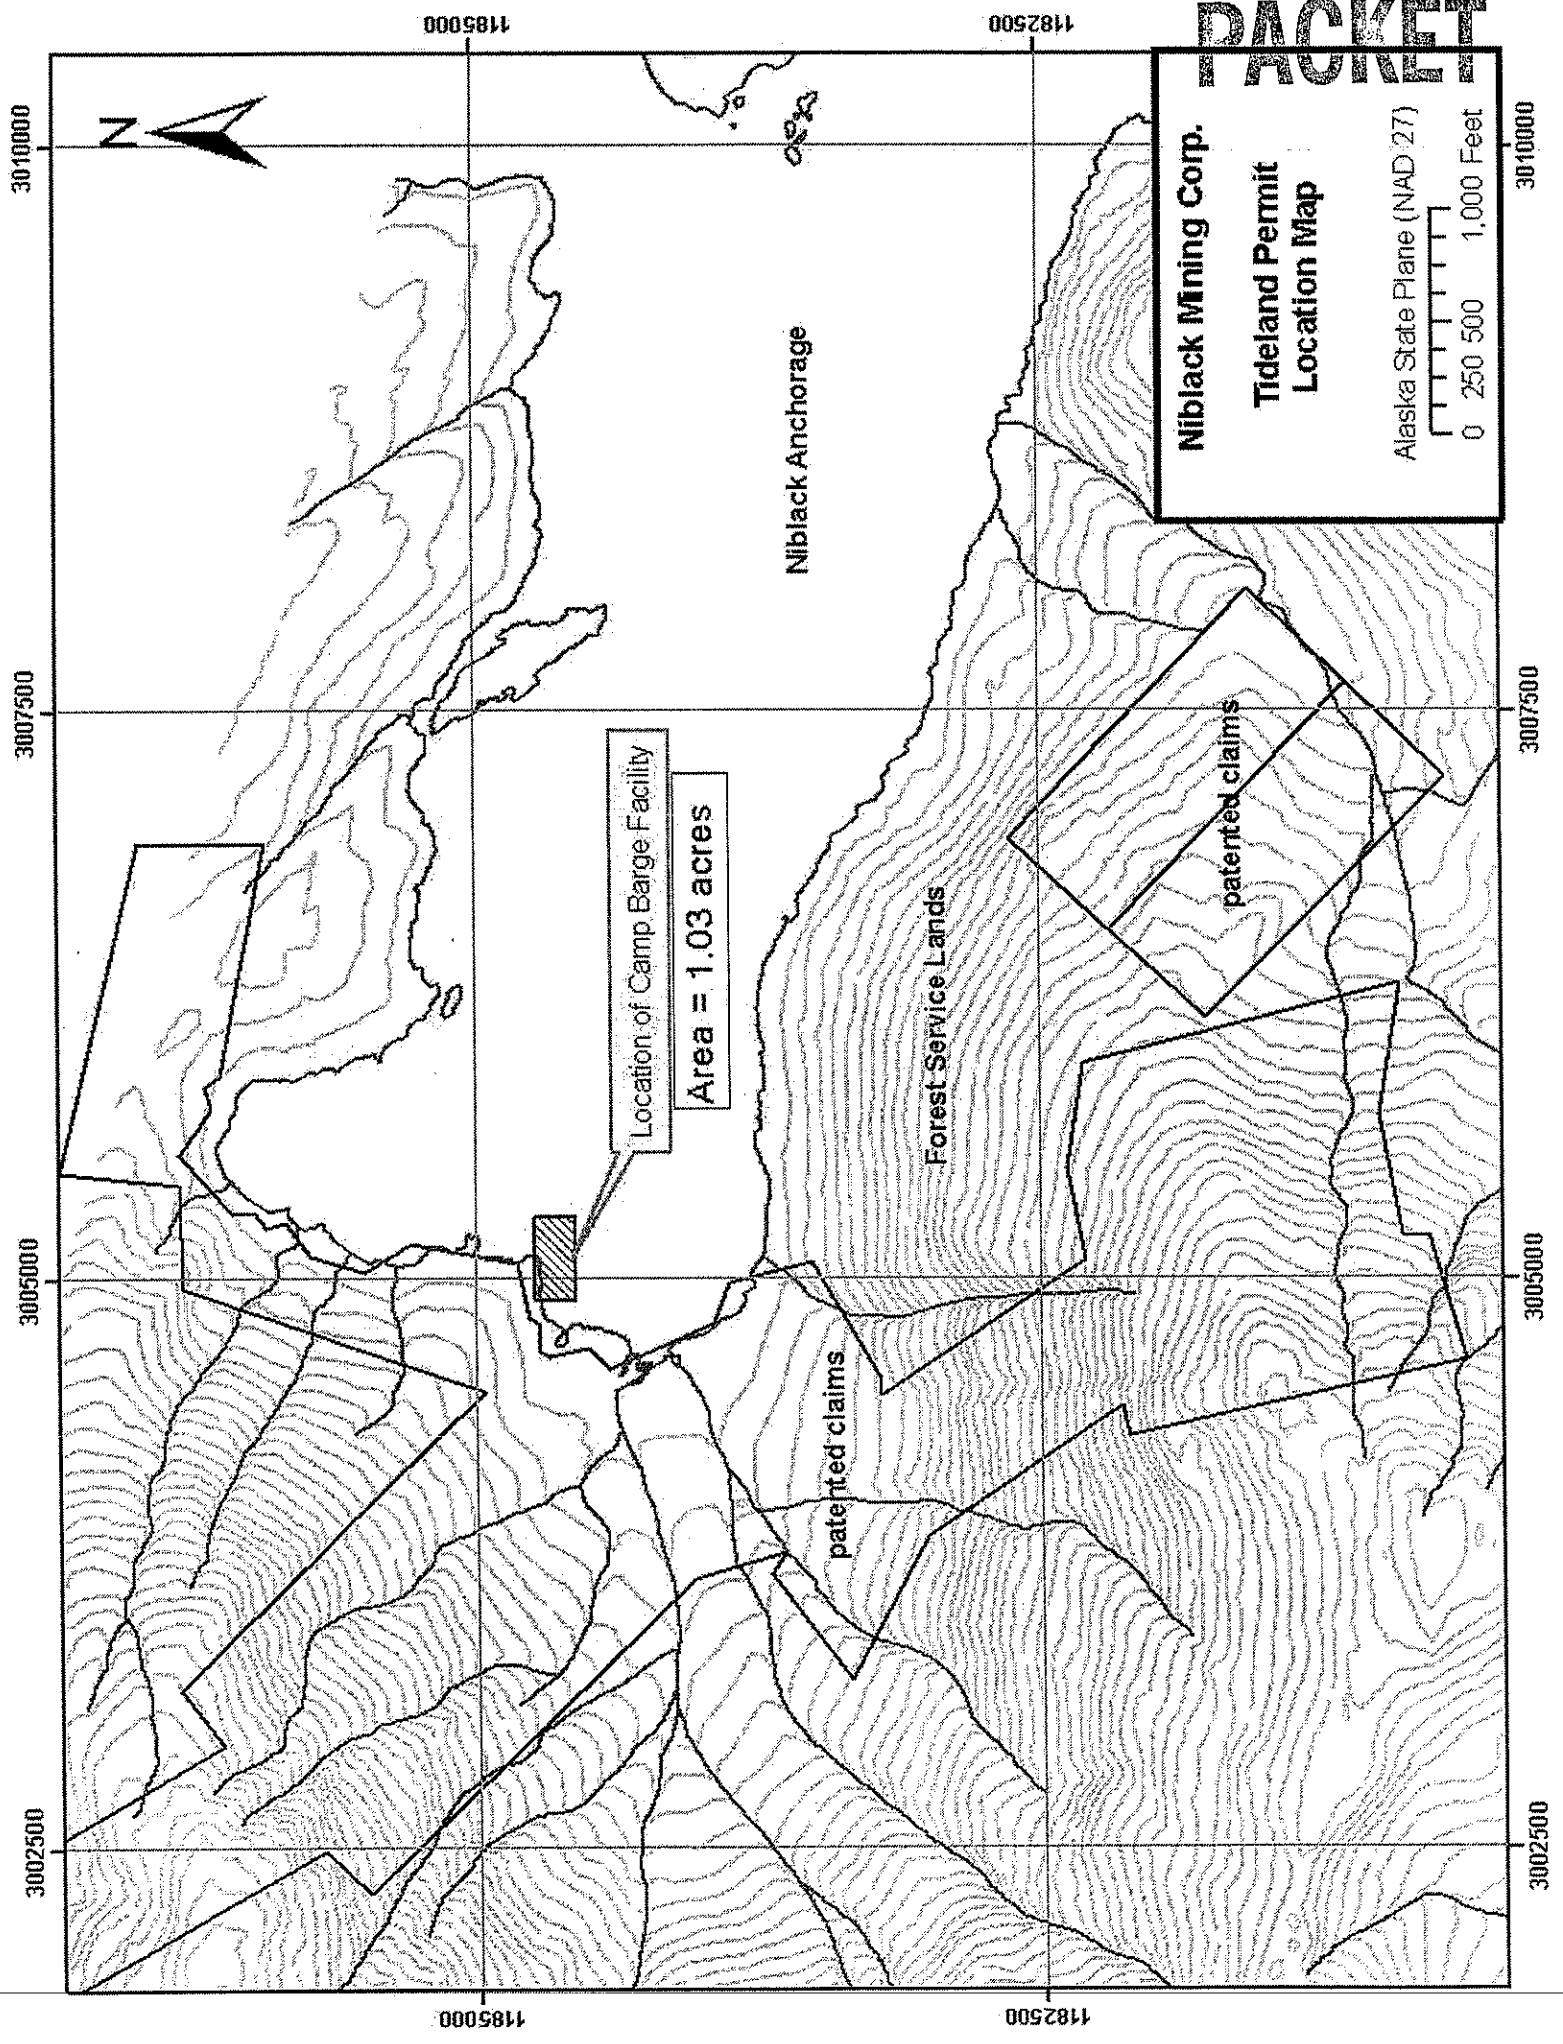 PACKET
3002500
3005000
3007500
3010000
1185000
1185000
1182500
1182500
N
Niblack Anchorage
Location of Camp Barge Facility
Area = 1.03 acres
Forest Service Lands
patented claims
patented claims
Niblack Mining Corp.
Tideland Permit
Location Map
Alaska State Plane (NAD 27)
0 250 500 1,000 Feet
3002500
3005000
3007500
3010000